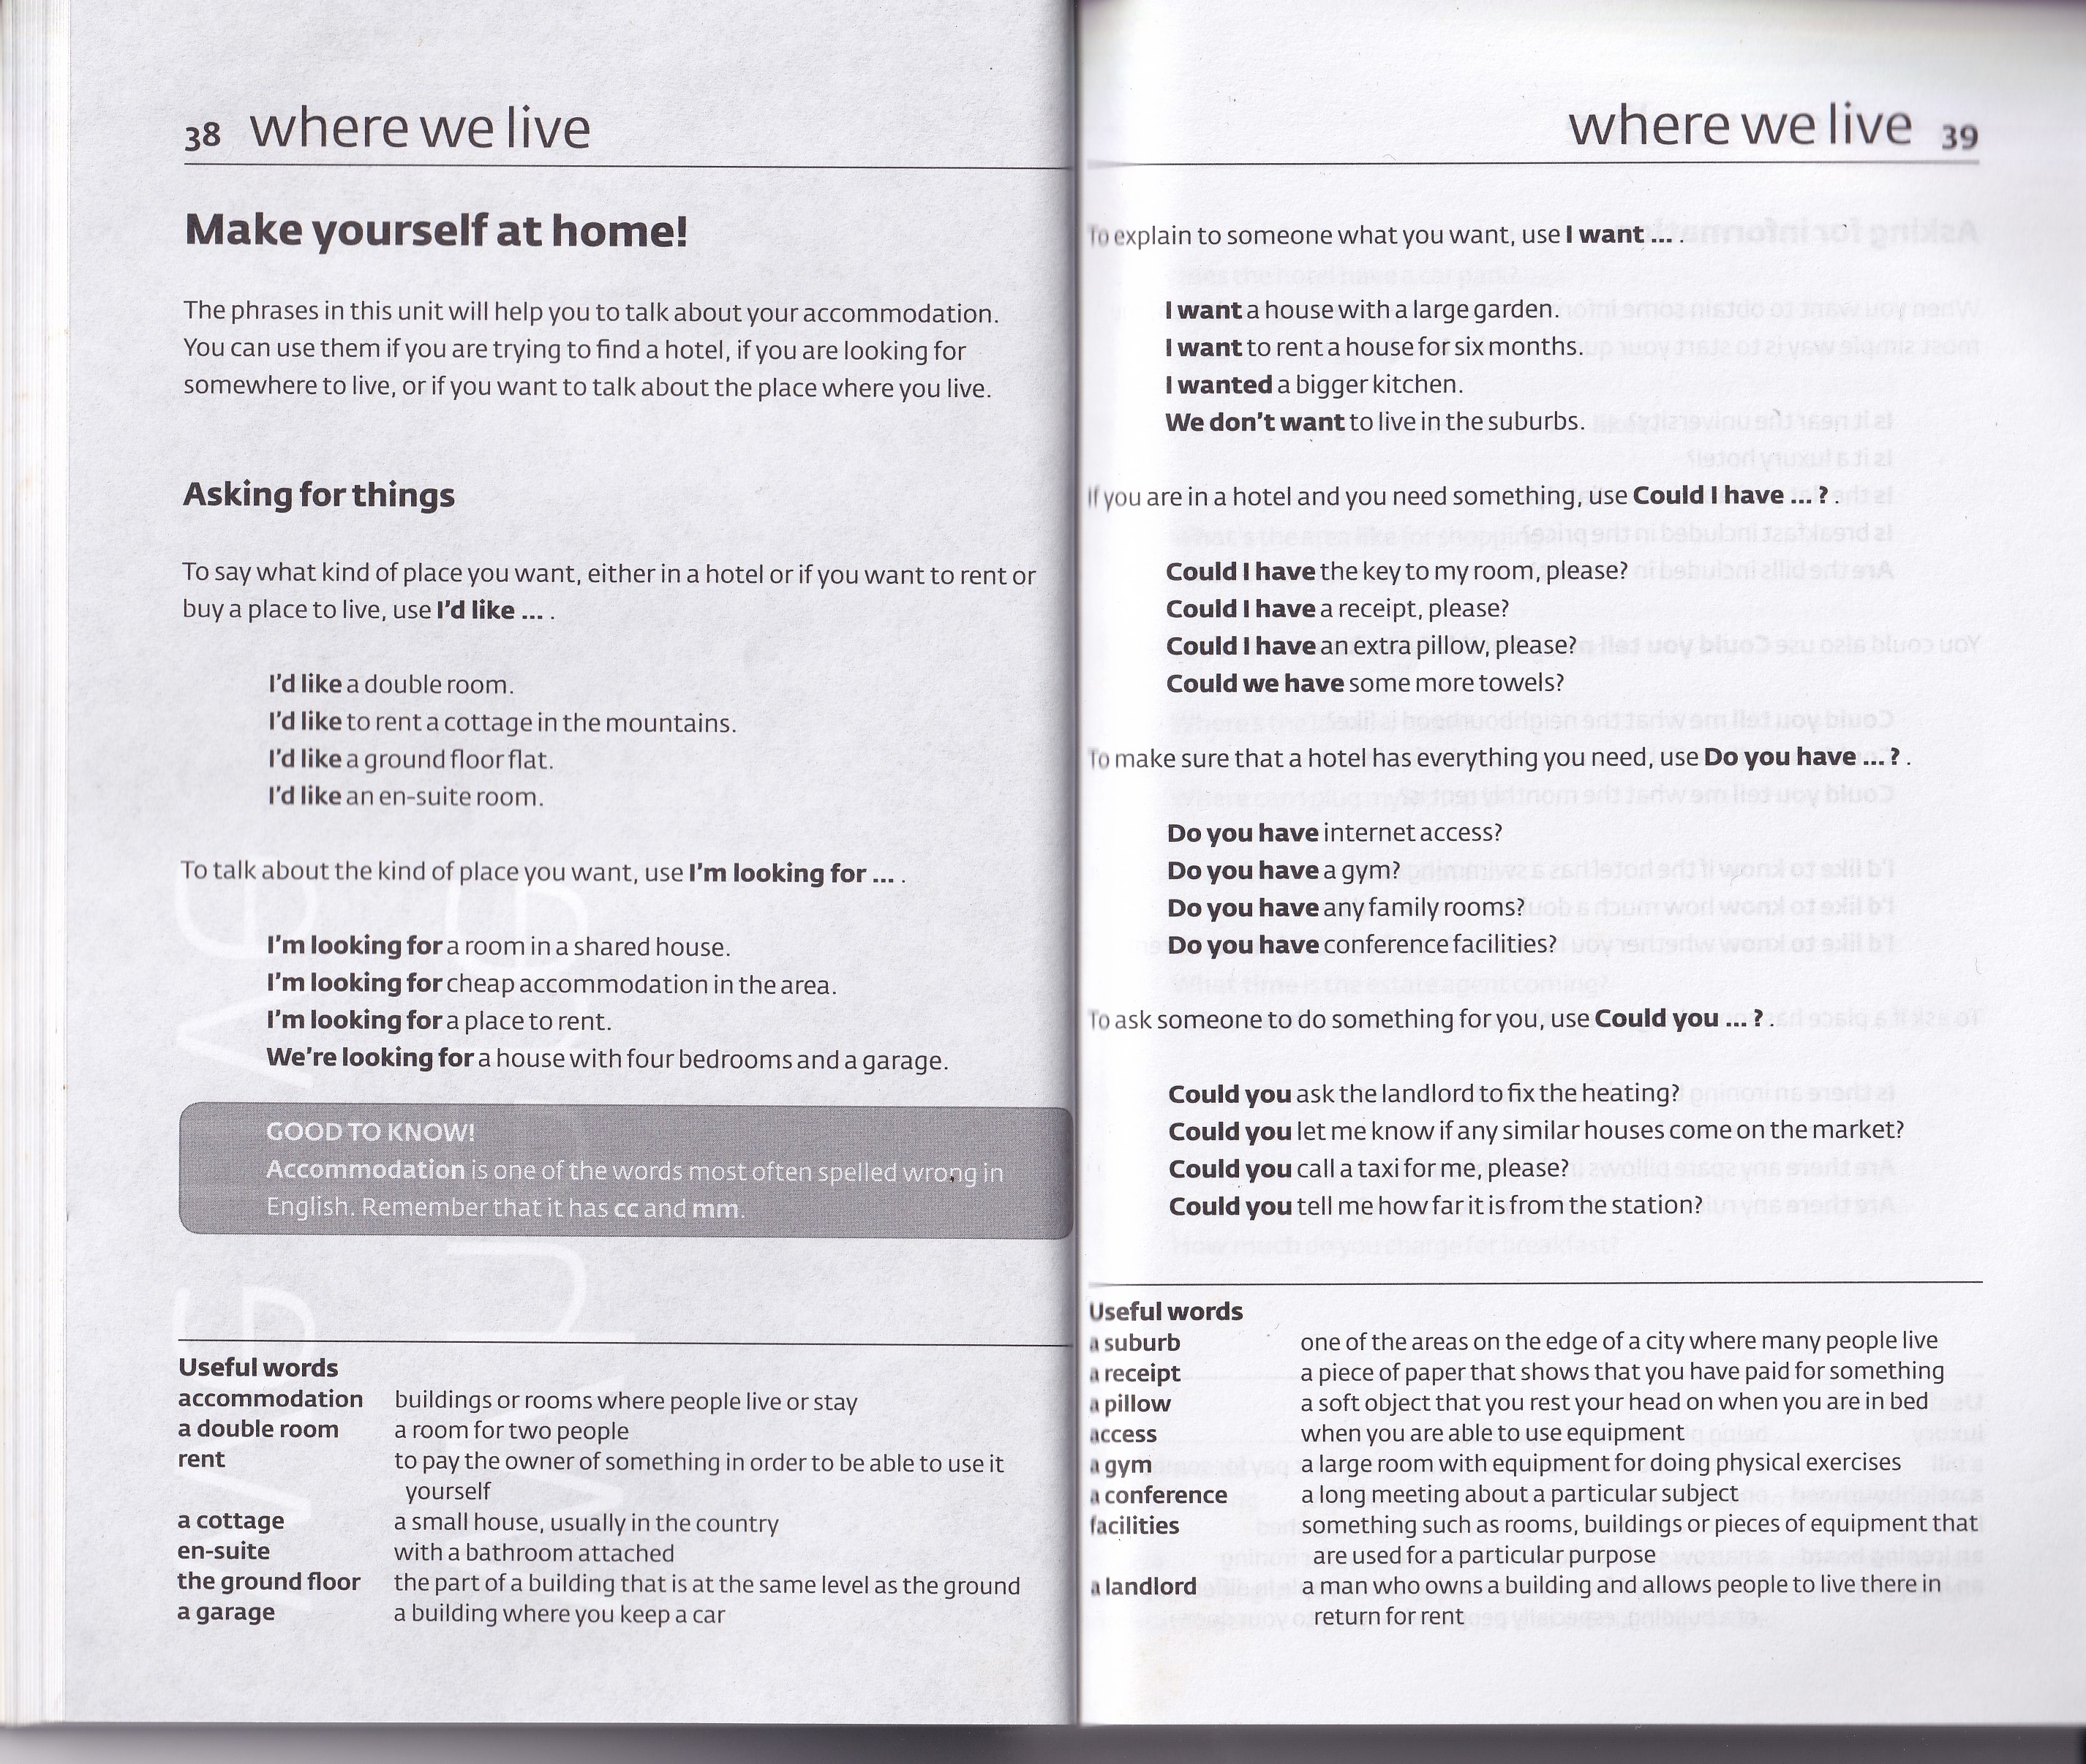 38 where we live
Make yourself at home!
The phrases in this unit will help you to talk about your accommodation.
You can use them if you are trying to find a hotel, if you are looking for
somewhere to live, or if you want to talk about the place where you live.
Asking for things
To say what kind of place you want, either in a hotel or if you want to rent or
buy a place to live, use I'd like ... .
I'd like a double room.
I'd like to rent a cottage in the mountains.
I'd like a ground floor flat.
I'd like an en-suite room.
To talk about the kind of place you want, use I'm looking for ... .
I'm looking for a room in a shared house.
I'm looking for cheap accommodation in the area.
I'm looking for a place to rent.
We're looking for a house with four bedrooms and a garage.
GOOD TO KNOW!
Accommodation is one of the words most often spelled wrong in
English. Remember that it has cc and mm.
Useful words
accommodation buildings or rooms where people live or stay
a double room a room for two people
rent to pay the owner of something in order to be able to use it
yourself
a cottage a small house, usually in the country
en-suite with a bathroom attached
the ground floor the part of a building that is at the same level as the ground
a garage a building where you keep a car
where we live 39
To explain to someone what you want, use I want ... .
I want a house with a large garden.
I want to rent a house for six months.
I wanted a bigger kitchen.
We don't want to live in the suburbs.
If you are in a hotel and you need something, use Could I have ... ? .
Could I have the key to my room, please?
Could I have a receipt, please?
Could I have an extra pillow, please?
Could we have some more towels?
To make sure that a hotel has everything you need, use Do you have ... ? .
Do you have internet access?
Do you have a gym?
Do you have any family rooms?
Do you have conference facilities?
To ask someone to do something for you, use Could you ... ? .
Could you ask the landlord to fix the heating?
Could you let me know if any similar houses come on the market?
Could you call a taxi for me, please?
Could you tell me how far it is from the station?
Useful words
a suburb one of the areas on the edge of a city where many people live
a receipt a piece of paper that shows that you have paid for something
a pillow a soft object that you rest your head on when you are in bed
access when you are able to use equipment
a gym a large room with equipment for doing physical exercises
a conference a long meeting about a particular subject
facilities something such as rooms, buildings or pieces of equipment that
are used for a particular purpose
a landlord a man who owns a building and allows people to live there in
return for rent